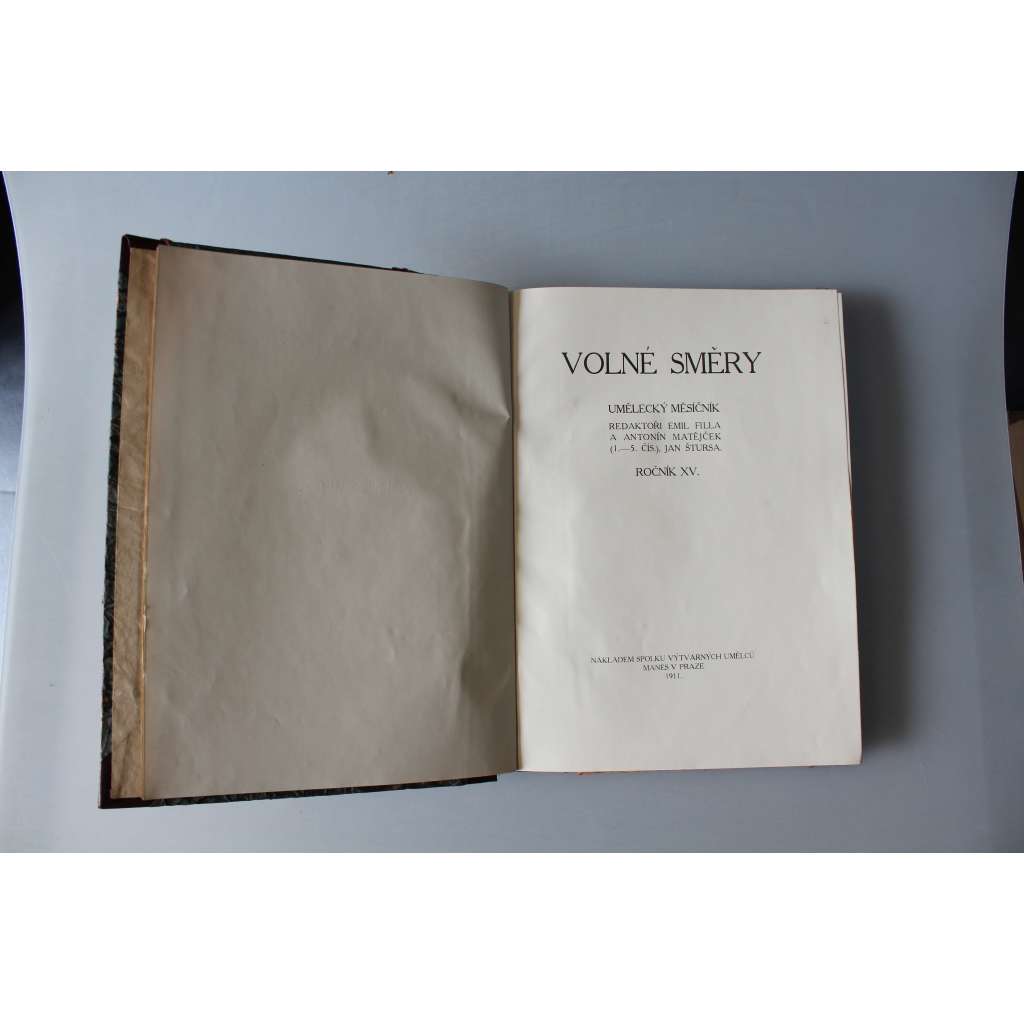 VOLNÉ SMĚRY
UMĚLECKÝ MĚSÍČNÍK
REDAKTOŘI EMIL FILLA
A ANTONÍN MATĚJČEK
(1.—5. ČÍS.), JAN ŠTURSA.
ROČNÍK XV.
NÁKLADEM SPOLKU VÝTVARNÝCH UMĚLCŮ
MANES V PRAZE
1911.